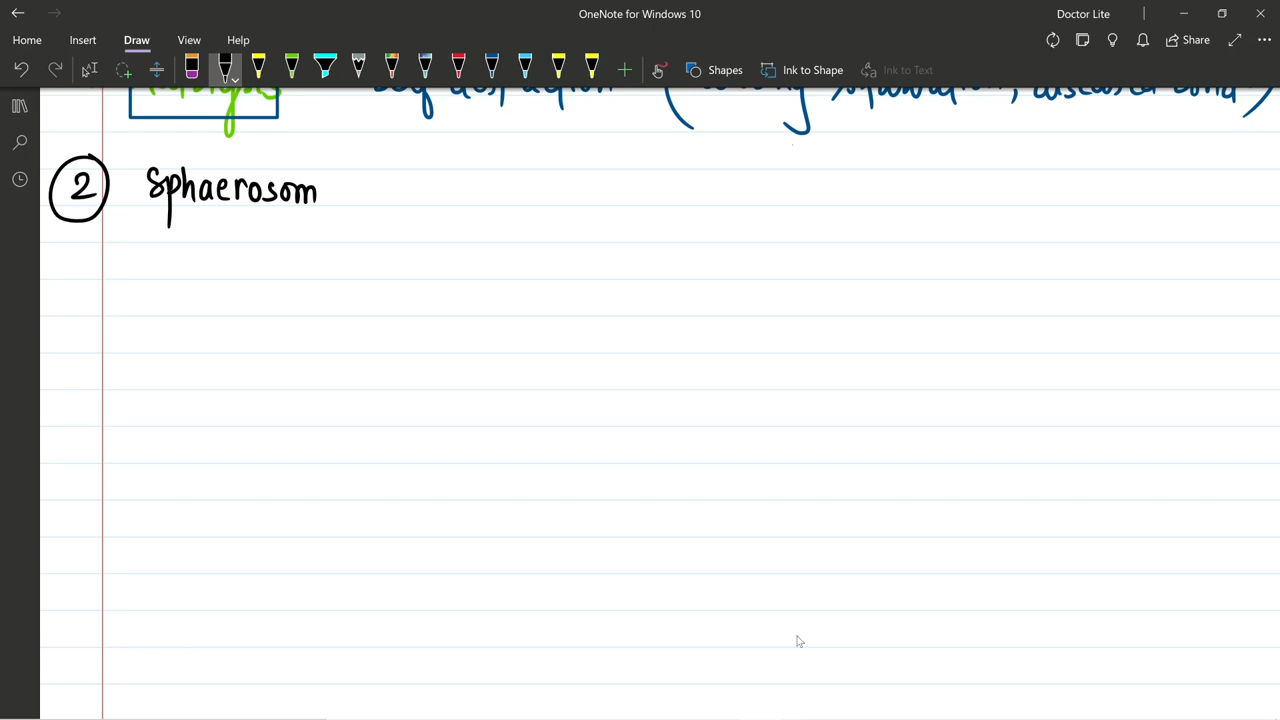 OneNote for Windows 10
Doctor Lite
Home Insert Draw View Help
Share
Shapes Ink to Shape Ink to Text
2 Sphaerosom